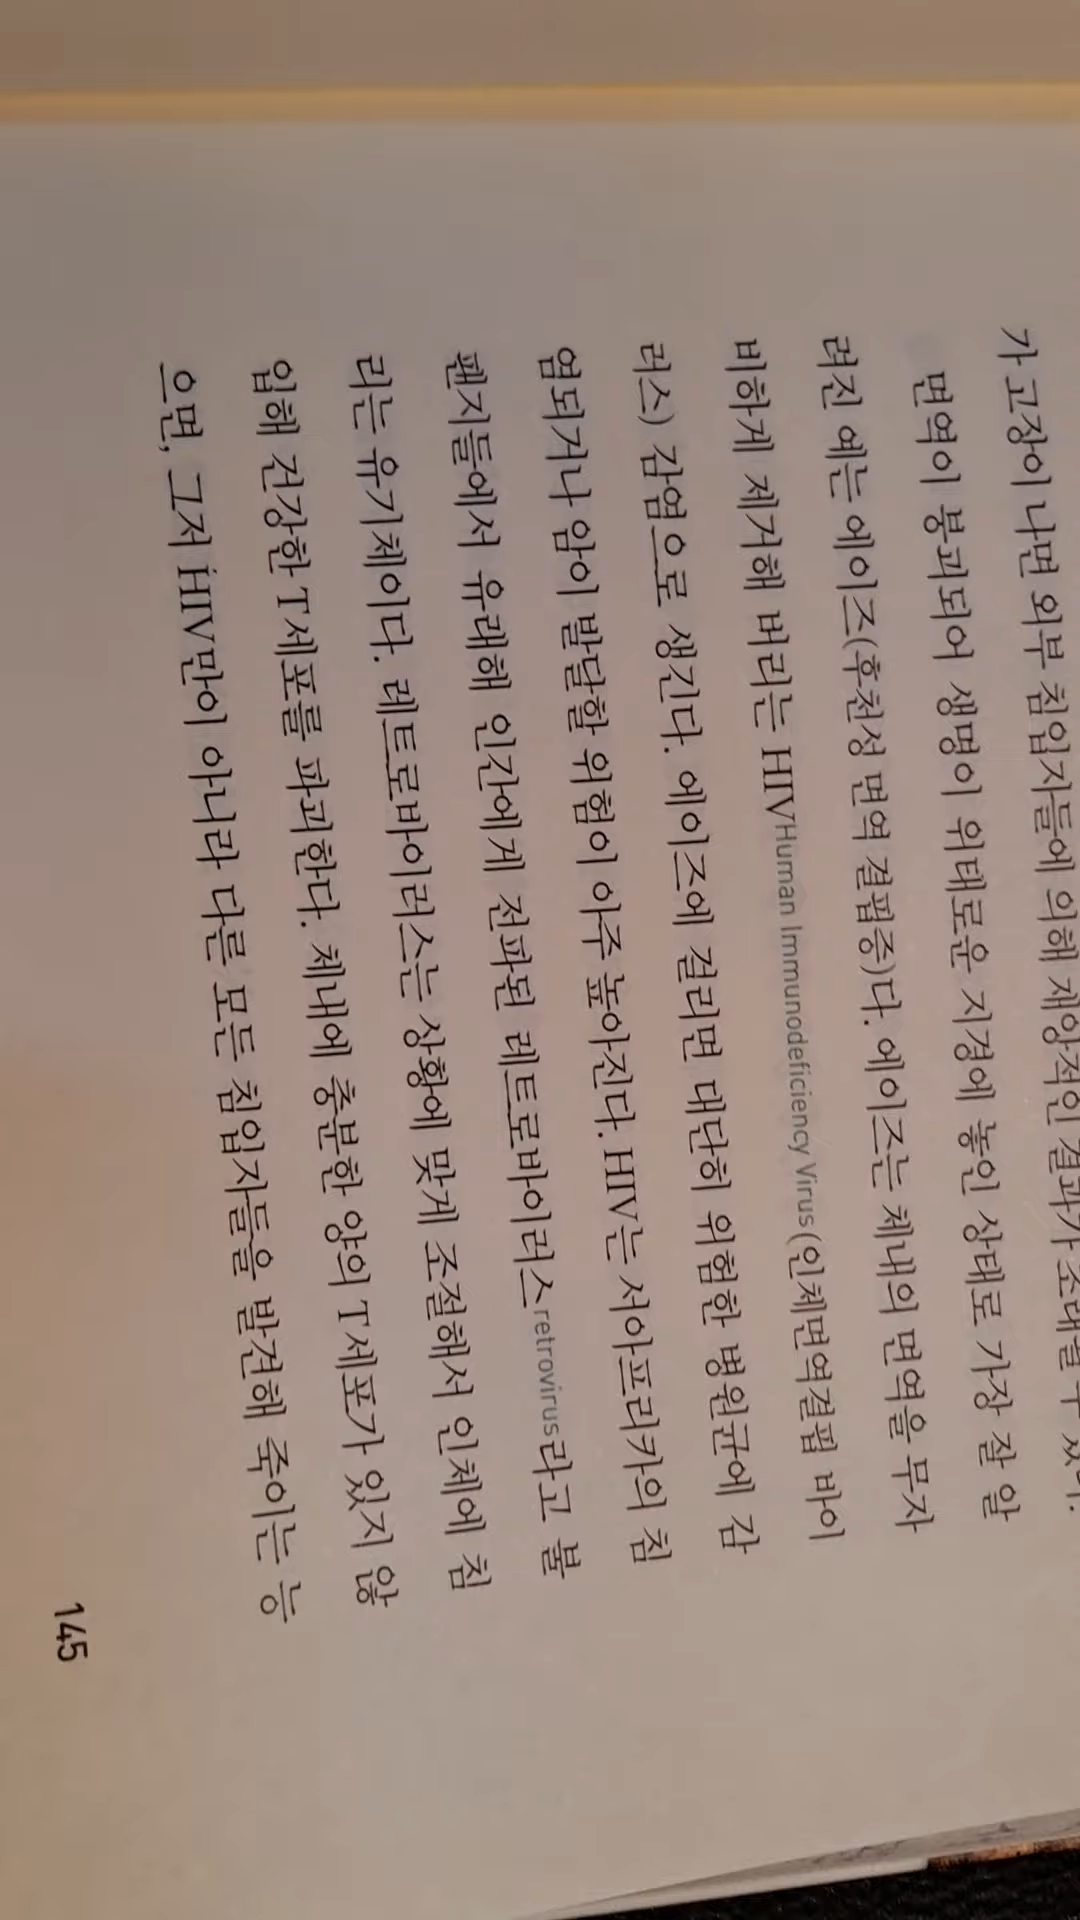 가 고장이 나면 외부 침입자들에 의해 재앙적인 결과가 초래될 수 있다.
면역이 붕괴되어 생명이 위태로운 지경에 놓인 상태로 가장 잘 알
려진 예는 에이즈(후천성 면역 결핍증)다. 에이즈는 체내의 면역을 무자
비하게 제거해 버리는 HIVHuman Immunodeficiency Virus(인체면역결핍 바이
러스) 감염으로 생긴다. 에이즈에 걸리면 대단히 위험한 병원균에 감
염되거나 암이 발달할 위험이 아주 높아진다. HIV는 서아프리카의 침
팬지들에서 유래해 인간에게 전파된 레트로바이러스retrovirus라고 불
리는 유기체이다. 레트로바이러스는 상황에 맞게 조절해서 인체에 침
입해 건강한 T세포를 파괴한다. 체내에 충분한 양의 T세포가 있지 않
으면, 그저 HIV만이 아니라 다른 모든 침입자들을 발견해 죽이는 능
145